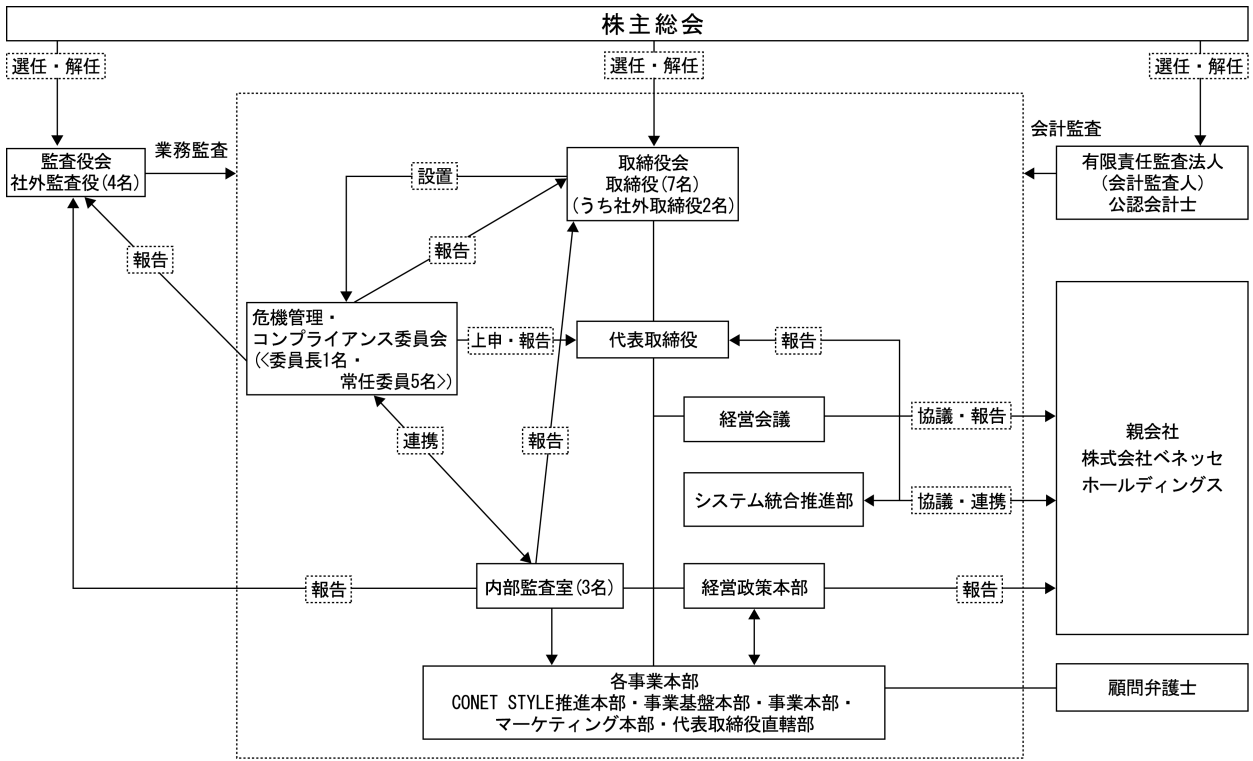 株主総会
選任・解任
選任・解任
選任・解任
監査役会
社外監査役(4名)
業務監査
設置
取締役会
取締役(7名)
(うち社外取締役2名)
会計監査
有限責任監査法人
(会計監査人)
公認会計士
報告
報告
危機管理・
コンプライアンス委員会
(<委員長1名・
常任委員5名>)
上申・報告
代表取締役
報告
経営会議
協議・報告
連携
報告
親会社
株式会社ベネッセ
ホールディングス
システム統合推進部
協議・連携
報告
内部監査室(3名)
経営政策本部
報告
各事業本部
CONET STYLE推進本部・事業基盤本部・事業本部・
マーケティング本部・代表取締役直轄部
顧問弁護士